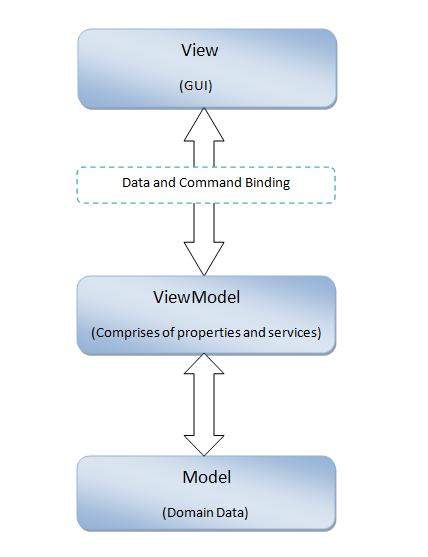 View
(GUI)
Data and Command Binding
ViewModel
(Comprises of properties and services)
Model
(Domain Data)